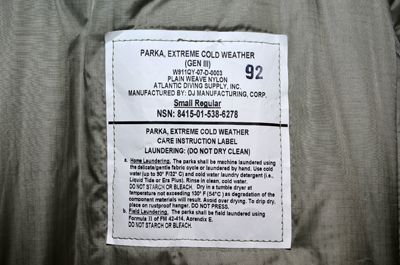 PARKA, EXTREME COLD WEATHER
(GEN III)
W911QY-07-D-0003
PLAIN WEAVE NYLON
ATLANTIC DIVING SUPPLY, INC.
MANUFACTURED BY: DJ MANUFACTURING, CORP.
92
Small Regular
NSN: 8415-01-538-6278
PARKA, EXTREME COLD WEATHER
CARE INSTRUCTION LABEL
LAUNDERING: (DO NOT DRY CLEAN)
a. Home Laundering. The parka shall be machine laundered using
the delicate/gentle fabric cycle or laundered by hand. Use cold
water (up to 90° F/32° C) and cold water laundry detergent (i.e.,
Liquid Tide or Era Plus). Rinse in clean, cold water.
DO NOT STARCH OR BLEACH. Dry in a tumble dryer at
temperature not exceeding 130° F (54°C) as degradation of the
component materials will result. Avoid over drying. To drip dry,
place on rustproof hanger. DO NOT PRESS.
b. Field Laundering. The parka shall be field laundered using
Formula II of FM 42-414, Aprendix E.
DO NOT STARCH OR BLEACH.